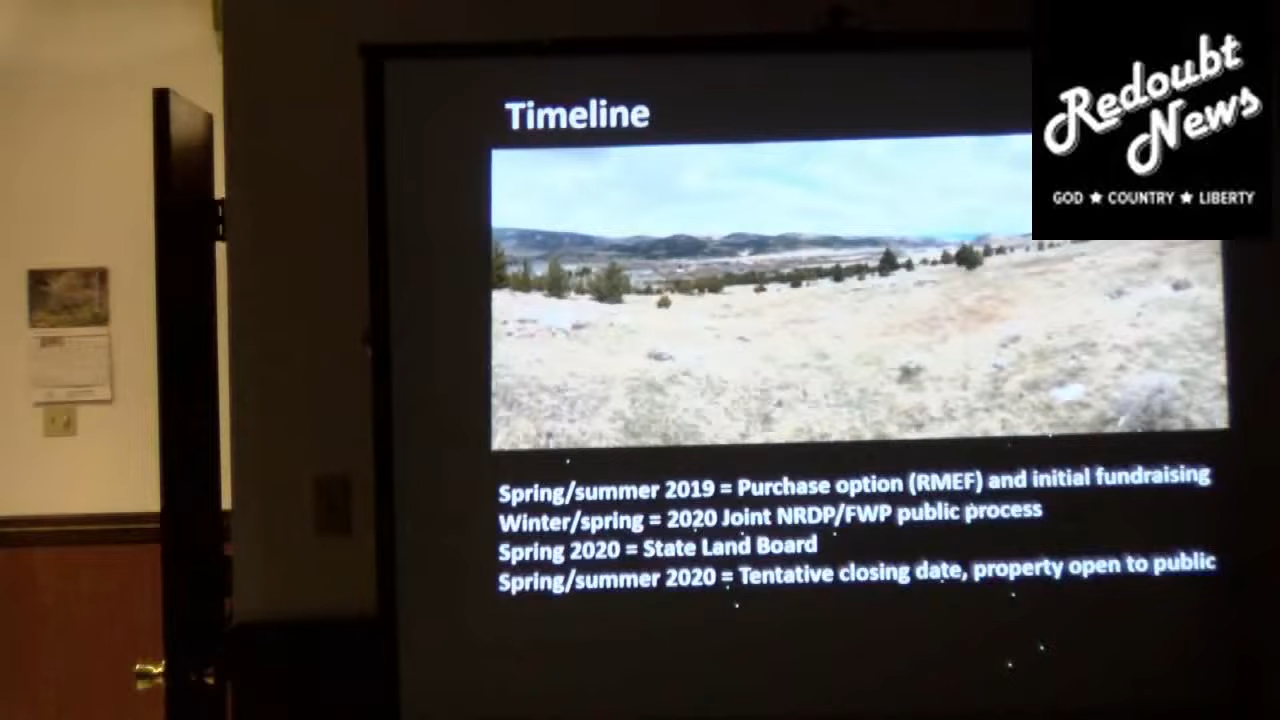 Timeline
Redoubt
News
GOD ★ COUNTRY ★ LIBERTY
Spring/summer 2019 = Purchase option (RMEF) and initial fundraising
Winter/spring = 2020 Joint NRDP/FWP public process
Spring 2020 = State Land Board
Spring/summer 2020 = Tentative closing date, property open to public